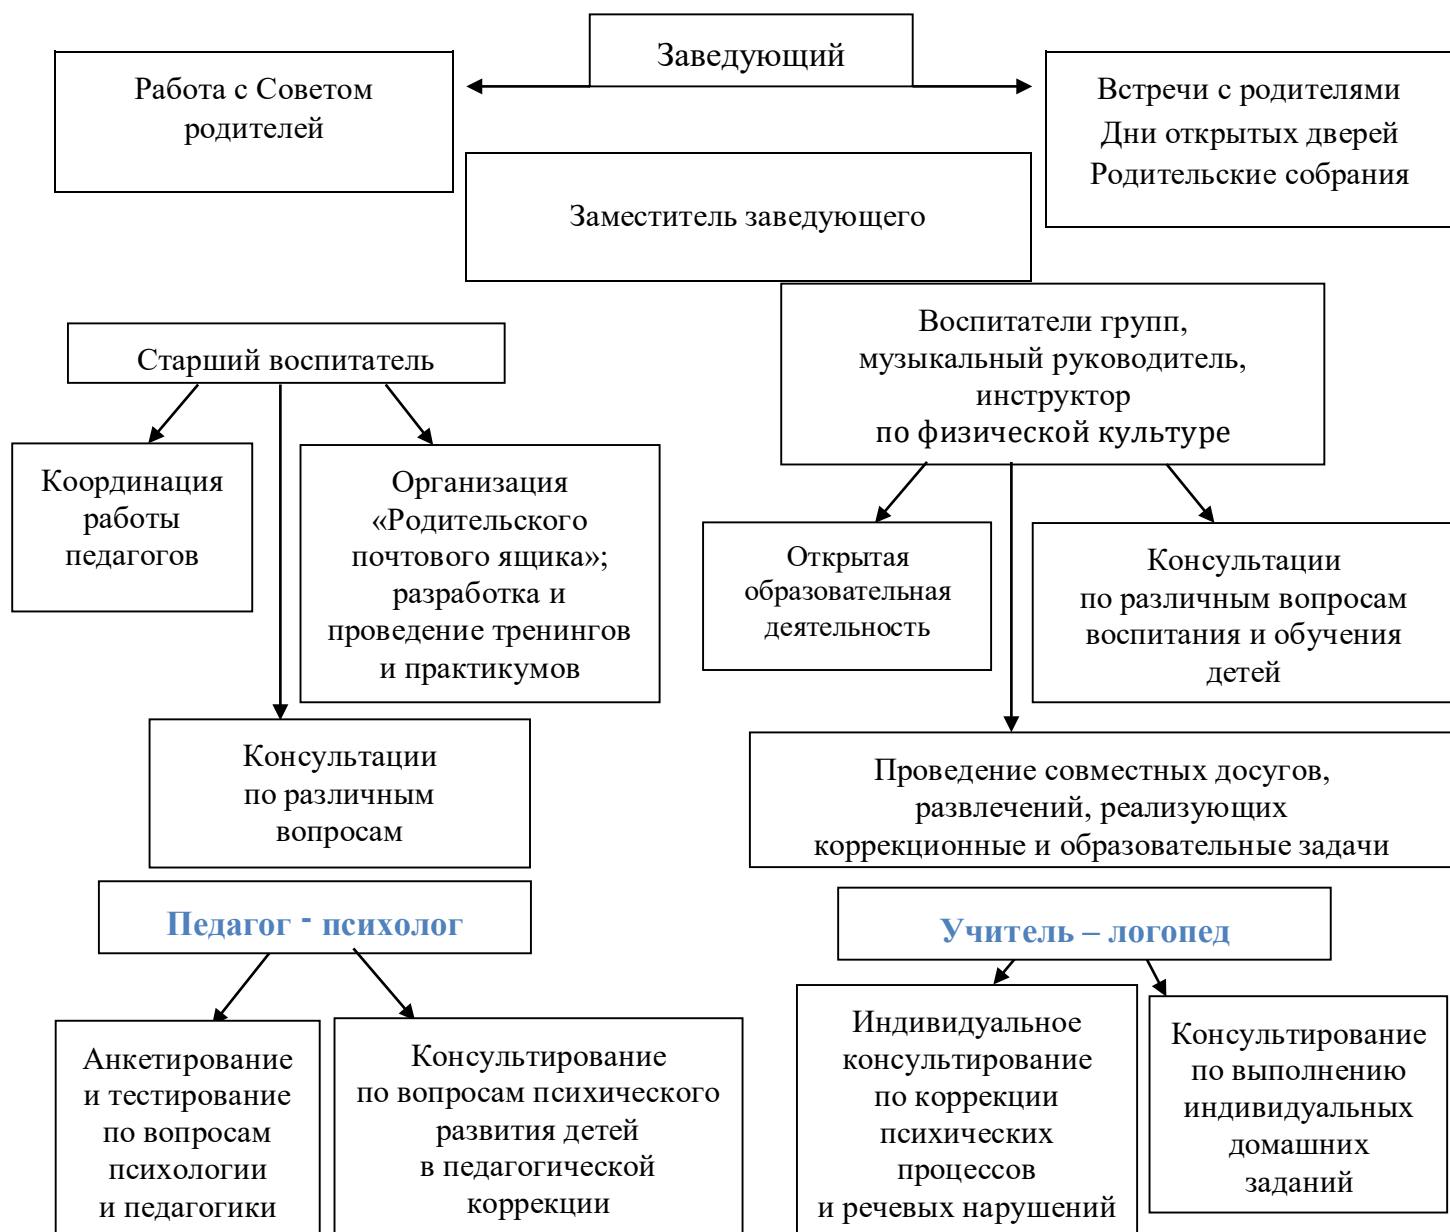 Заведующий
Работа с Советом
родителей
Встречи с родителями
Дни открытых дверей
Родительские собрания
Заместитель заведующего
Старший воспитатель
Воспитатели групп,
музыкальный руководитель,
инструктор
по физической культуре
Координация
работы
педагогов
Организация
«Родительского
почтового ящика»;
разработка и
проведение тренингов
и практикумов
Открытая
образовательная
деятельность
Консультации
по различным вопросам
воспитания и обучения
детей
Консультации
по различным
вопросам
Проведение совместных досугов,
развлечений, реализующих
коррекционные и образовательные задачи
Педагог - психолог
Учитель – логопед
Анкетирование
и тестирование
по вопросам
психологии
и педагогики
Консультирование
по вопросам психического
развития детей
в педагогической
коррекции
Индивидуальное
консультирование
по коррекции
психических
процессов
и речевых нарушений
Консультирование
по выполнению
индивидуальных
домашних
заданий